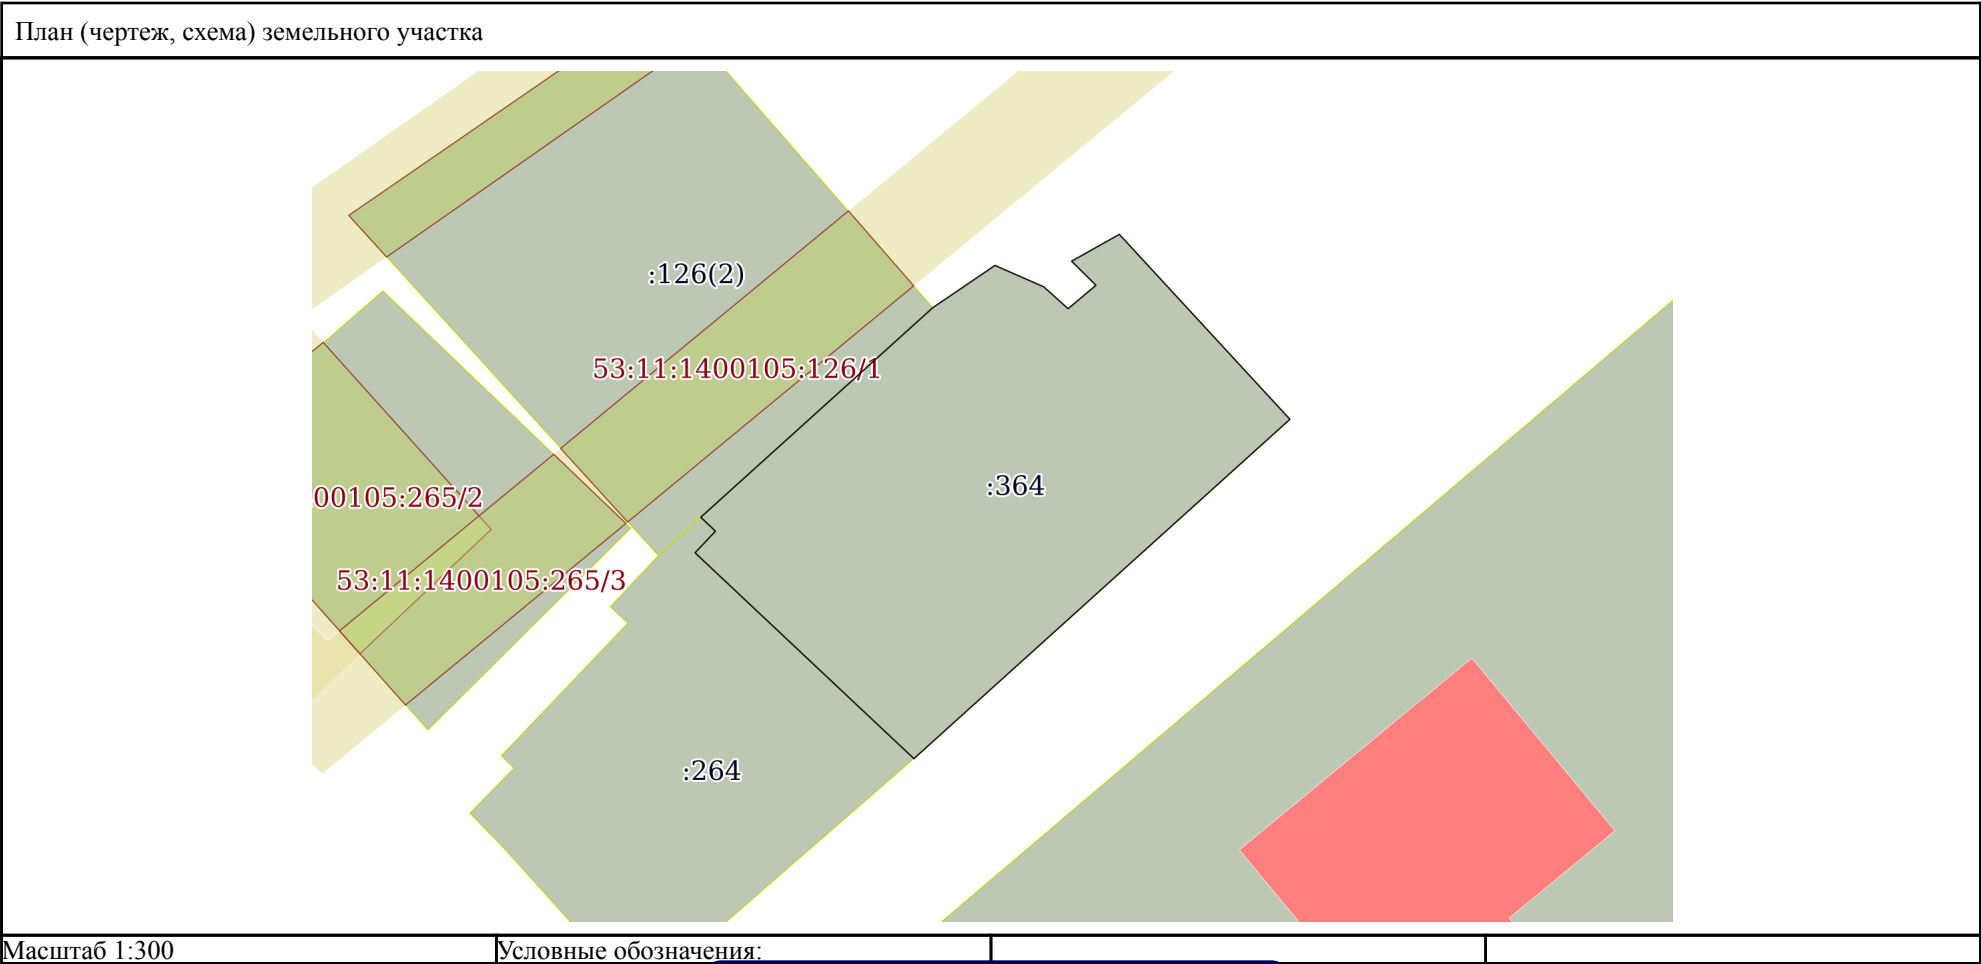 План (чертеж, схема) земельного участка
:126(2)
53:11:1400105:126/1
:364
00105:265/2
53:11:1400105:265/3
:264
Масштаб 1:300
Условные обозначения: